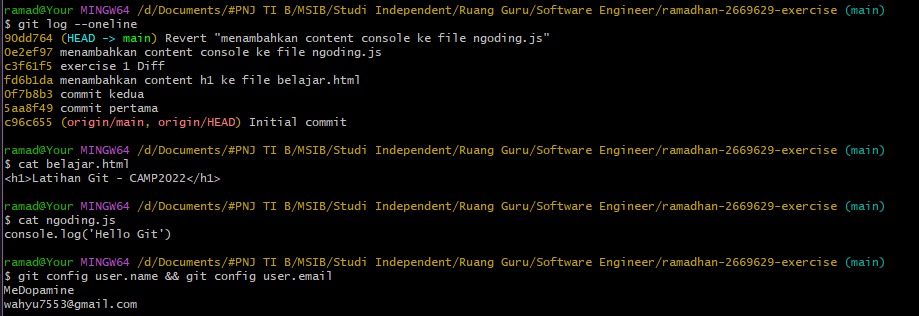 ramad@Your MINGW64 /d/Documents/#PNJ TI B/MSIB/Studi Independent/Ruang Guru/Software Engineer/ramadhan-2669629-exercise (main)
$ git log --oneline
90dd764 (HEAD -> main) Revert "menambahkan content console ke file ngoding.js"
0e2ef97 menambahkan content console ke file ngoding.js
c3f61f5 exercise 1 Diff
fd6b1da menambahkan content h1 ke file belajar.html
0f7b8b3 commit kedua
5aa8f49 commit pertama
c96c655 (origin/main, origin/HEAD) Initial commit
ramad@Your MINGW64 /d/Documents/#PNJ TI B/MSIB/Studi Independent/Ruang Guru/Software Engineer/ramadhan-2669629-exercise (main)
$ cat belajar.html
<h1>Latihan Git - CAMP2022</h1>
ramad@Your MINGW64 /d/Documents/#PNJ TI B/MSIB/Studi Independent/Ruang Guru/Software Engineer/ramadhan-2669629-exercise (main)
$ cat ngoding.js
console.log('Hello Git')
ramad@Your MINGW64 /d/Documents/#PNJ TI B/MSIB/Studi Independent/Ruang Guru/Software Engineer/ramadhan-2669629-exercise (main)
$ git config user.name && git config user.email
MeDopamine
wahyu7553@gmail.com